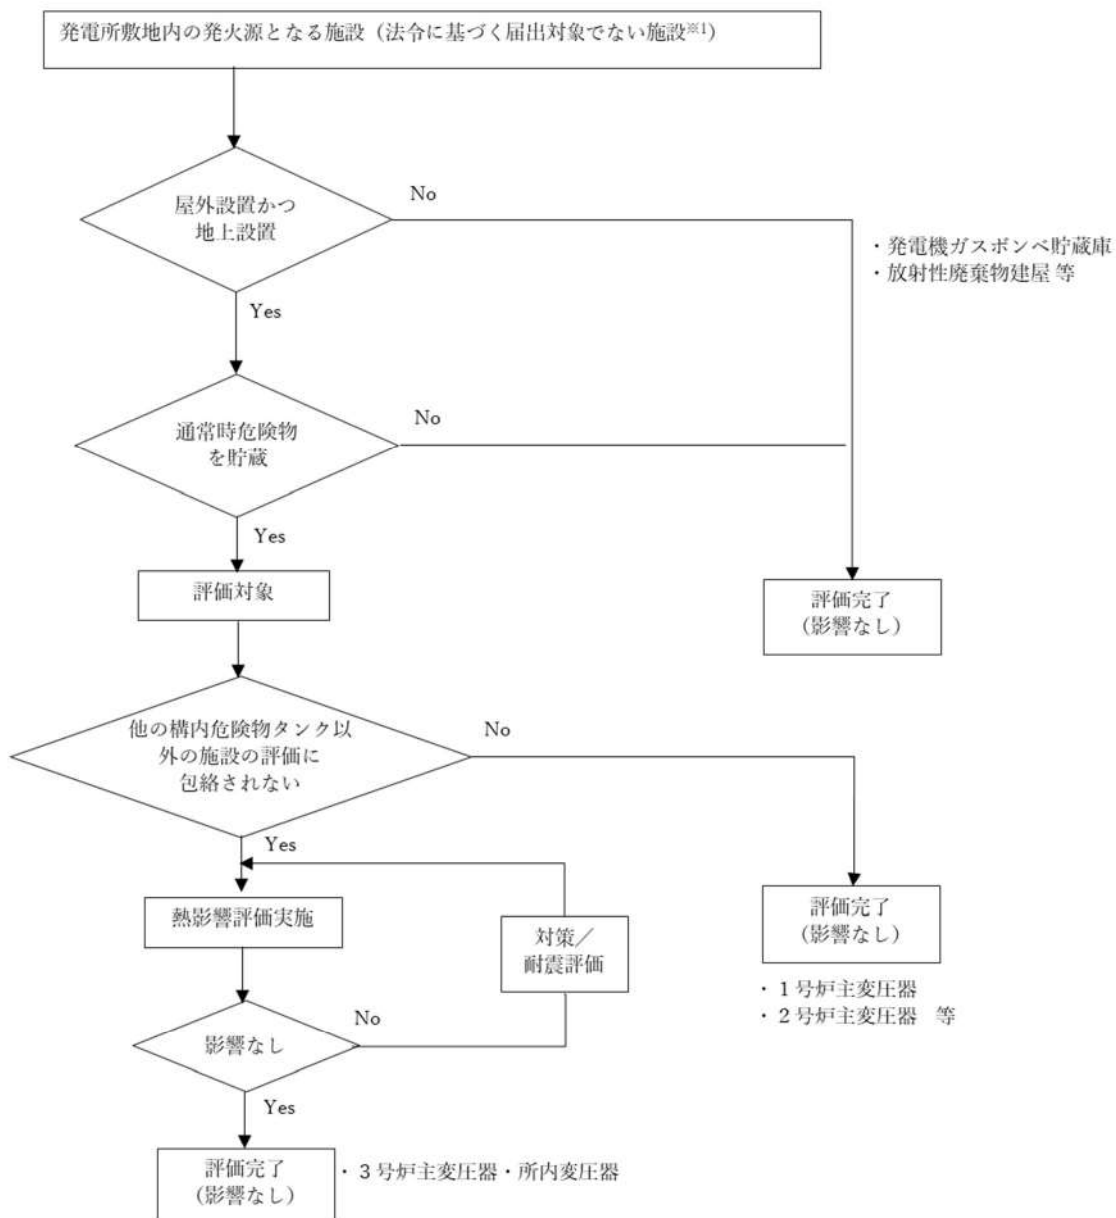 発電所敷地内の発火源となる施設（法令に基づく届出対象でない施設※1）
屋外設置かつ
地上設置
No
・発電機ガスボンベ貯蔵庫
・放射性廃棄物建屋 等
Yes
通常時危険物
を貯蔵
No
Yes
評価対象
評価完了
（影響なし）
他の構内危険物タンク以
外の施設の評価に
包絡されない
No
Yes
熱影響評価実施
対策／
耐震評価
評価完了
（影響なし）
・１号炉主変圧器
・２号炉主変圧器　等
影響なし
No
Yes
評価完了
（影響なし）
・３号炉主変圧器・所内変圧器